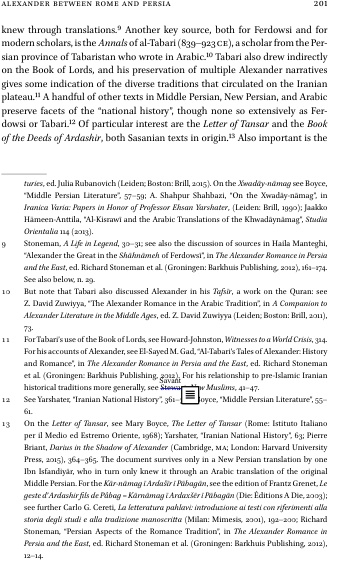 ALEXANDER BETWEEN ROME AND PERSIA 201
knew through translations.9 Another key source, both for Ferdowsi and for
modern scholars, is the Annals of al-Tabari (839–923 CE), a scholar from the Per-
sian province of Tabaristan who wrote in Arabic.10 Tabari also drew indirectly
on the Book of Lords, and his preservation of multiple Alexander narratives
gives some indication of the diverse traditions that circulated on the Iranian
plateau.11 A handful of other texts in Middle Persian, New Persian, and Arabic
preserve facets of the “national history”, though none so extensively as Fer-
dowsi or Tabari.12 Of particular interest are the Letter of Tansar and the Book
of the Deeds of Ardashir, both Sasanian texts in origin.13 Also important is the
turies, ed. Julia Rubanovich (Leiden; Boston: Brill, 2015). On the Xwadāy-nāmag see Boyce,
“Middle Persian Literature”, 57–59; A. Shahpur Shahbazi, “On the Xwadāy-nāmag”, in
Iranica Varia: Papers in Honor of Professor Ehsan Yarshater, (Leiden: Brill, 1990); Jaakko
Hämeen-Anttila, “Al-Kisrawī and the Arabic Translations of the Khwadāynāmag”, Studia
Orientalia 114 (2013).
9 Stoneman, A Life in Legend, 30–31; see also the discussion of sources in Haila Manteghi,
“Alexander the Great in the Shāhnāmeh of Ferdowsī”, in The Alexander Romance in Persia
and the East, ed. Richard Stoneman et al. (Groningen: Barkhuis Publishing, 2012), 161–174.
See also below, n. 29.
10 But note that Tabari also discussed Alexander in his Tafsir, a work on the Quran: see
Z. David Zuwiyya, “The Alexander Romance in the Arabic Tradition”, in A Companion to
Alexander Literature in the Middle Ages, ed. Z. David Zuwiyya (Leiden; Boston: Brill, 2011),
73.
11 For Tabari’s use of the Book of Lords, see Howard-Johnston, Witnesses to a World Crisis, 314.
For his accounts of Alexander, see El-Sayed M. Gad, “Al-Tabari’s Tales of Alexander: History
and Romance”, in The Alexander Romance in Persia and the East, ed. Richard Stoneman
et al. (Groningen: Barkhuis Publishing, 2012). For his relationship to pre-Islamic Iranian
Savant
historical traditions more generally, see Stewart, New Muslims, 41–47.
12 See Yarshater, “Iranian National History”, 361– Boyce, “Middle Persian Literature”, 55–
61.
13 On the Letter of Tansar, see Mary Boyce, The Letter of Tansar (Rome: Istituto Italiano
per il Medio ed Estremo Oriente, 1968); Yarshater, “Iranian National History”, 63; Pierre
Briant, Darius in the Shadow of Alexander (Cambridge, MA; London: Harvard University
Press, 2015), 364–365. The document survives only in a New Persian translation by one
Ibn Isfandiyār, who in turn only knew it through an Arabic translation of the original
Middle Persian. For the Kār-nāmag i Ardašīr i Pābagān, see the edition of Frantz Grenet, Le
geste d’Ardashir fils de Pâbag = Kārnāmag ī Ardaxšēr ī Pābagān (Die: Éditions A Die, 2003);
see further Carlo G. Cereti, La letteratura pahlavi: introduzione ai testi con riferimenti alla
storia degli studi e alla tradizione manoscritta (Milan: Mimesis, 2001), 192–200; Richard
Stoneman, “Persian Aspects of the Romance Tradition”, in The Alexander Romance in
Persia and the East, ed. Richard Stoneman et al. (Groningen: Barkhuis Publishing, 2012),
12–14.